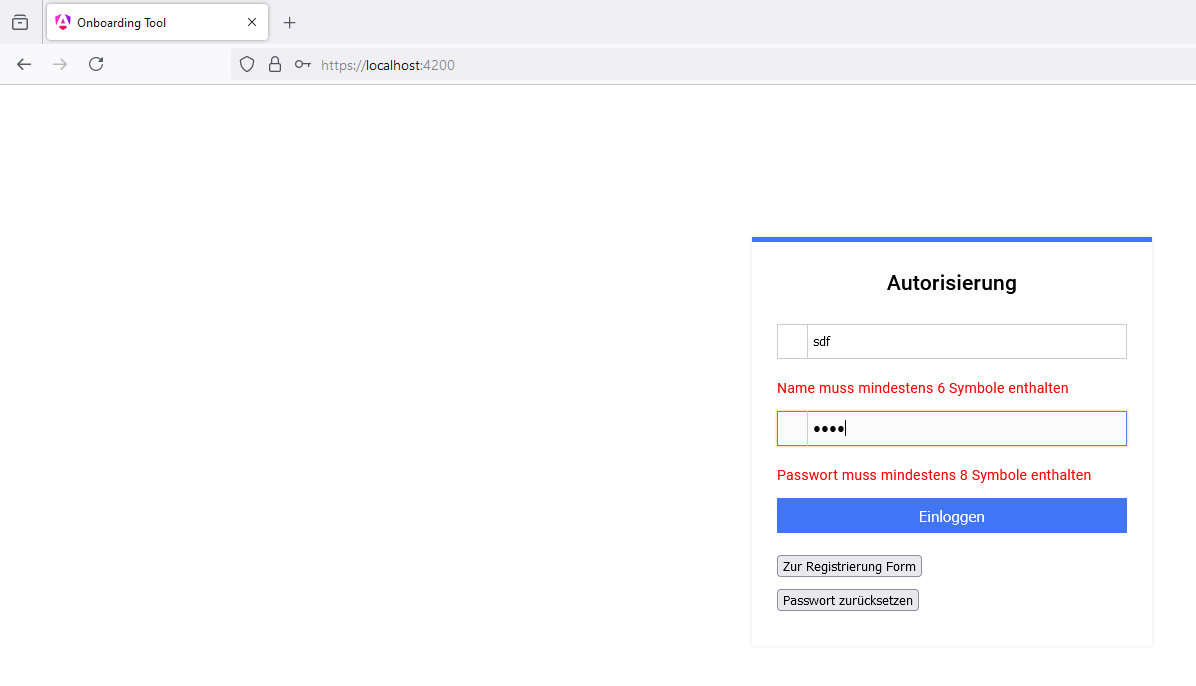 Onboarding Tool
https://localhost:4200
Autorisierung
sdf
Name muss mindestens 6 Symbole enthalten
••••
Passwort muss mindestens 8 Symbole enthalten
Einloggen
Zur Registrierung Form
Passwort zurücksetzen